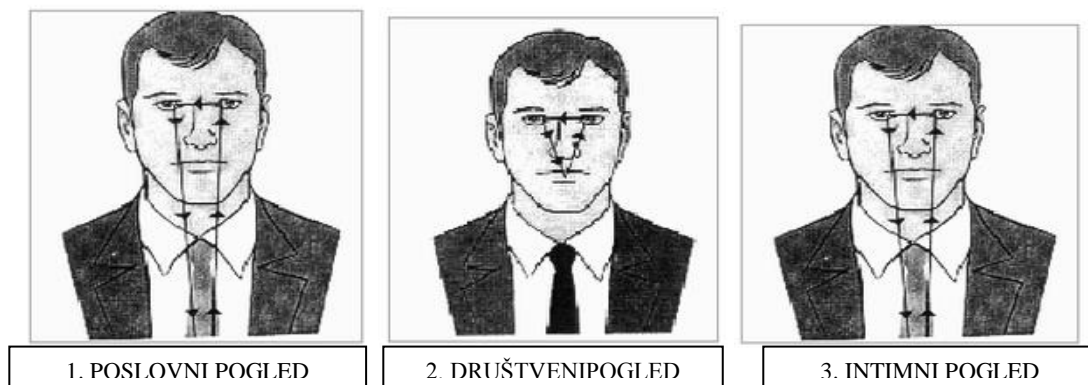 1. POSLOVNI POGLED
2. DRUŠTVENIPOGLED
3. INTIMNI POGLED